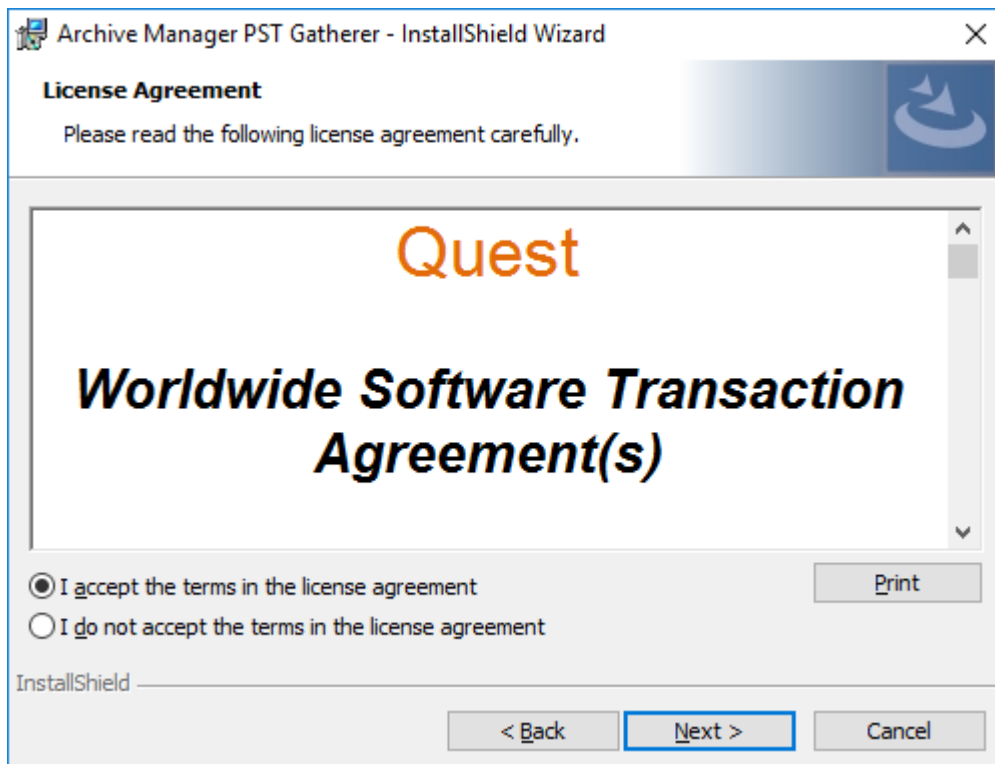 Archive Manager PST Gatherer - InstallShield Wizard
License Agreement
Please read the following license agreement carefully.
Quest
Worldwide Software Transaction
Agreement(s)
I accept the terms in the license agreement
Print
I do not accept the terms in the license agreement
InstallShield
< Back
Next >
Cancel